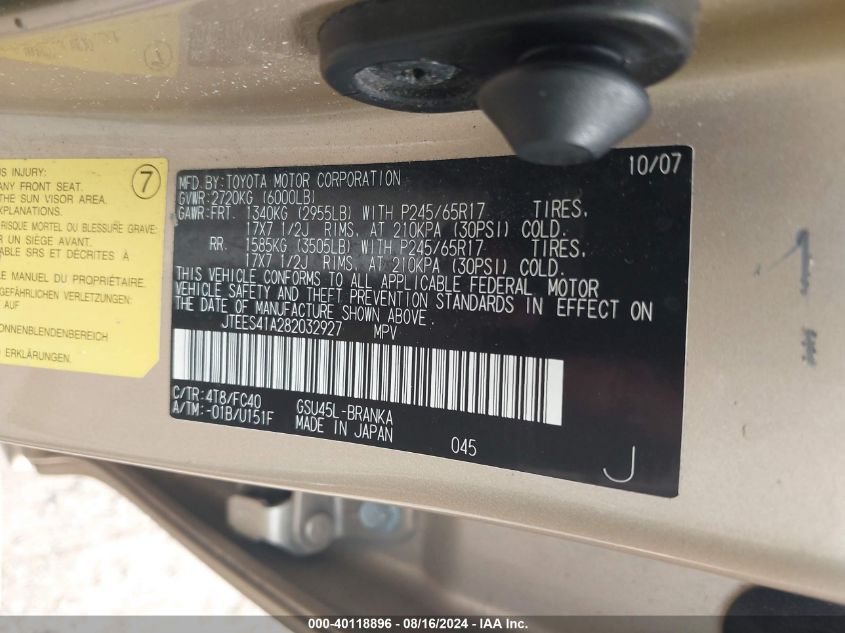 US INJURY:
ANY FRONT SEAT.
THE SUN VISOR AREA.
7
RISQUE MORTEL OU BLESSURE GRAVE:
R UN SIÈGE AVANT.
ABLE SRS ET D'AIRBAGS
LE MANUEL DU PROPRIÉTAIRE.
GEFÄHRLICHEN VERLETZUNGEN:
AUF
ONNENBLENDENBEREICH
EN ERKLÄRUNGEN.
10/07
MFD. BY: TOYOTA MOTOR CORPORATION
GVWR: 2720KG (6000LB)
GAWR: FRT. 1340KG (2955LB) WITH P245/65R17 TIRES,
17X7 1/2J RIMS, AT 210KPA (30PSI) COLD.
RR. 1585KG (3505LB) WITH P245/65R17 TIRES,
17X7 1/2J RIMS, AT 210KPA (30PSI) COLD.
THIS VEHICLE CONFORMS TO ALL APPLICABLE FEDERAL MOTOR
VEHICLE SAFETY AND THEFT PREVENTION STANDARDS IN EFFECT ON
THE DATE OF MANUFACTURE SHOWN ABOVE.
JTEES41A282032927 MPV
C/TR: 4T8/FC40 GSU45L-BRANKA
A/TM: -01B/U151F MADE IN JAPAN
045
J
000-40118896 - 08/16/2024 - IAA Inc.